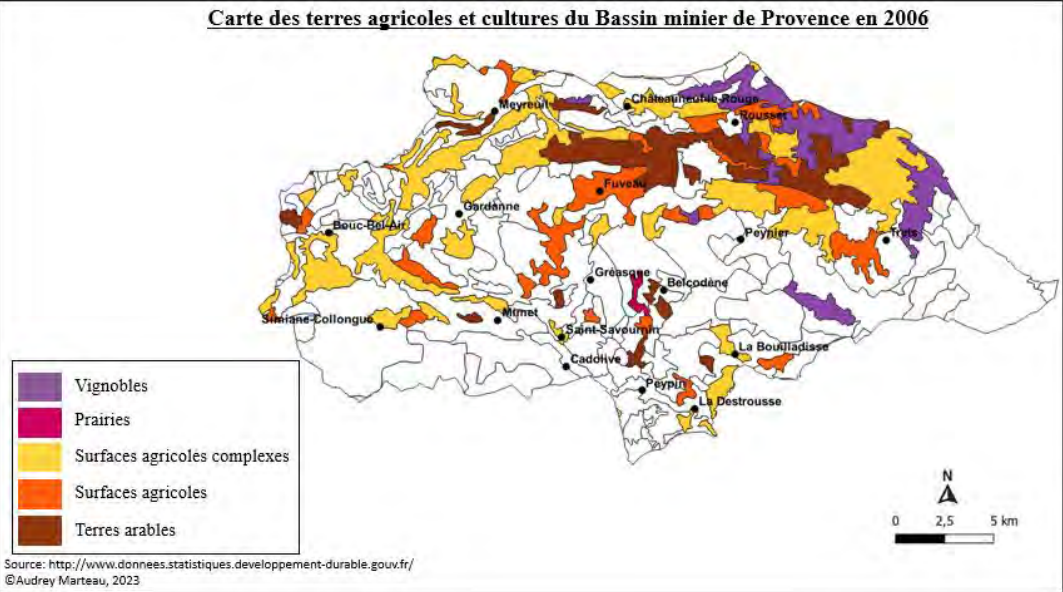 Carte des terres agricoles et cultures du Bassin minier de Provence en 2006
Meyreuil
Châteauneuf-le-Rouge
Rousset
Fuveau
Gardanne
Bouc-Bel-Air
Peynier
Trets
Gréasque
Belcodène
Simiane-Collongue
Mimet
Saint-Savournin
La Bouilladisse
Cadolive
Peypin
La Destrousse
Vignobles
Prairies
Surfaces agricoles complexes
Surfaces agricoles
Terres arables
N
0 2,5 5 km
Source: http://www.donnees.statistiques.developpement-durable.gouv.fr/
©Audrey Marteau, 2023